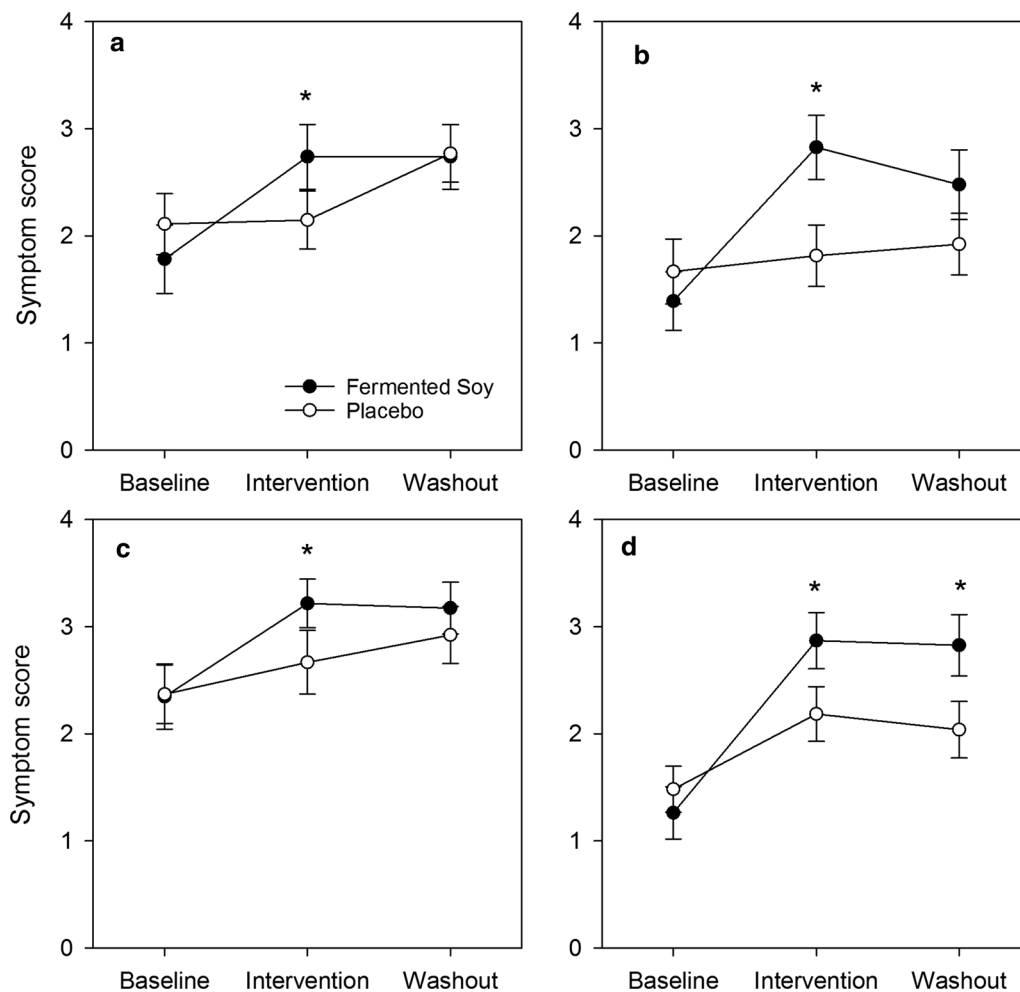 4
a
b
*
*
3
3
Symptom score
2
2
1
1
Fermented Soy
Placebo
0
0
Baseline Intervention Washout
Baseline Intervention Washout
4
4
c
d
*
*
*
3
3
Symptom score
2
2
1
1
0
0
Baseline Intervention Washout
Baseline Intervention Washout